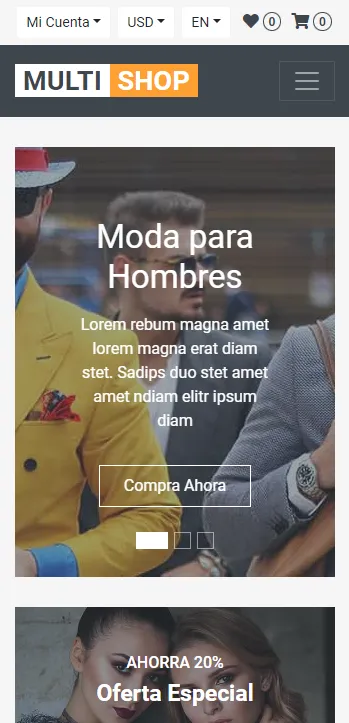 Mi Cuenta USD EN 0 0
MULTI SHOP
Moda para
Hombres
Lorem rebum magna amet
lorem magna erat diam
stet. Sadips duo stet amet
amet ndiam elitr ipsum
diam
Compra Ahora
AHORRA 20%
Oferta Especial